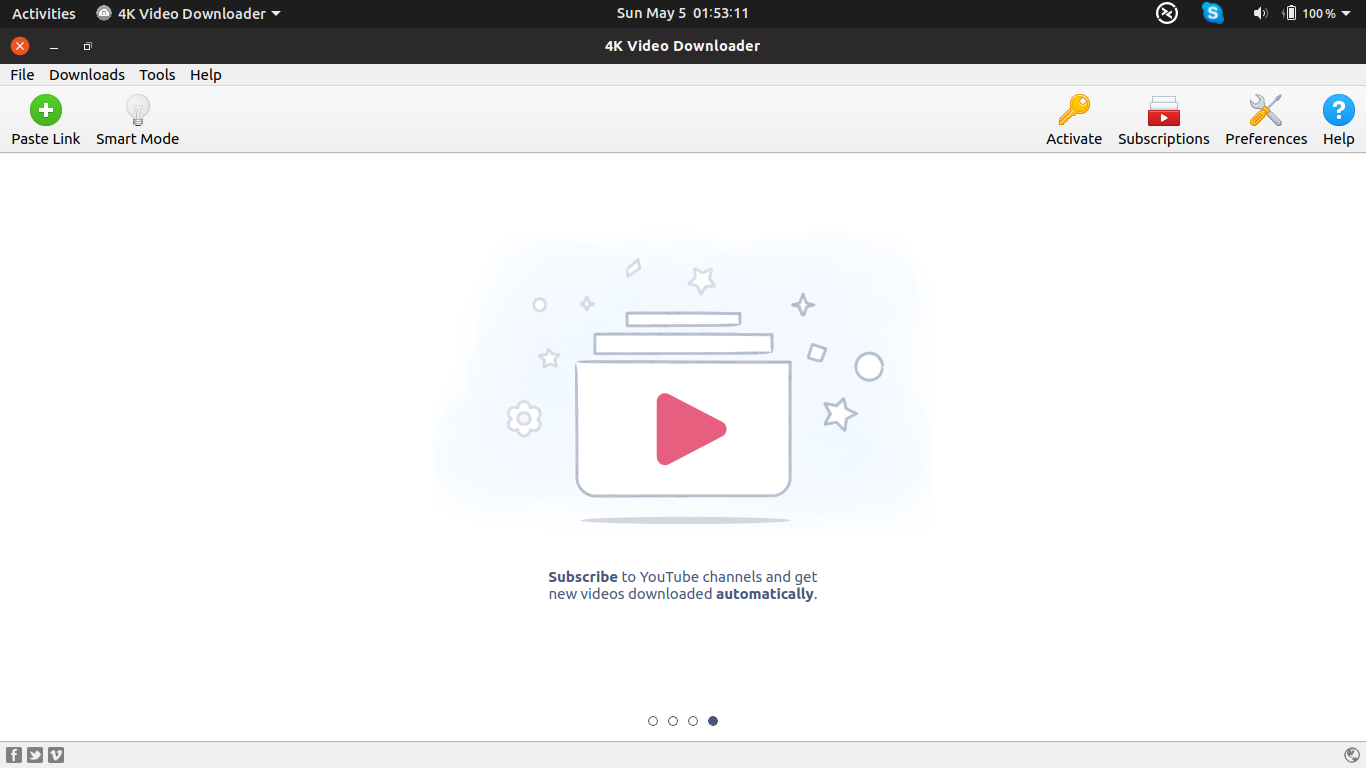 Activities 4K Video Downloader Sun May 5 01:53:11 100 %
4K Video Downloader
File Downloads Tools Help
Paste Link Smart Mode Activate Subscriptions Preferences Help
Subscribe to YouTube channels and get
new videos downloaded automatically.